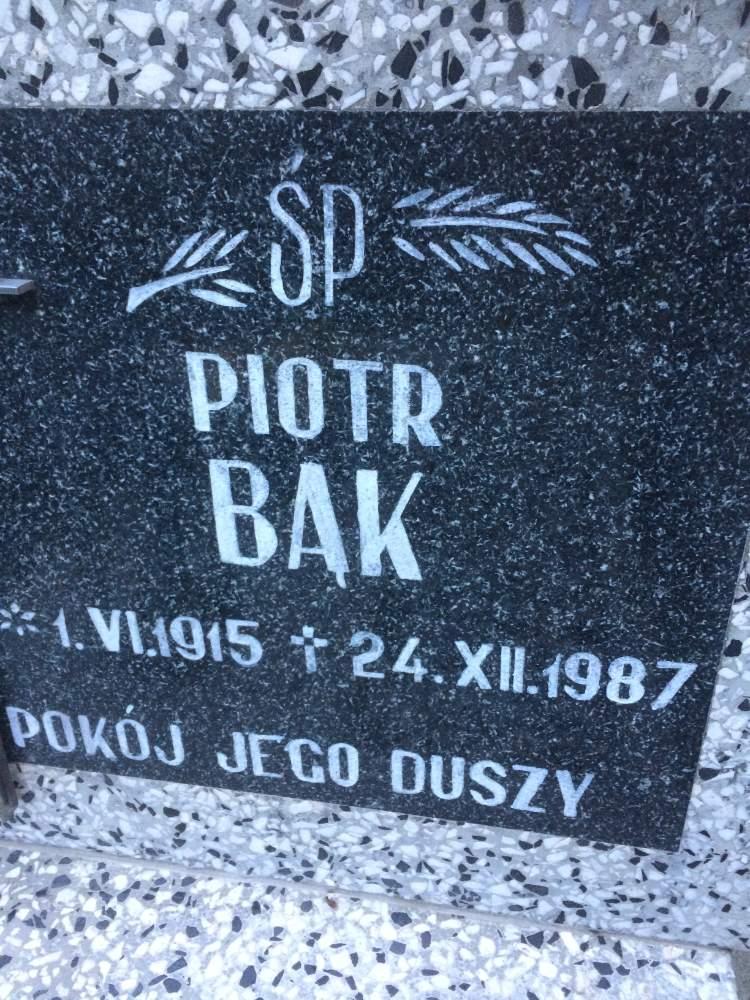 ŚP
PIOTR
BĄK
* 1. VI.1915 † 24. XII.1987
POKÓJ JEGO DUSZY